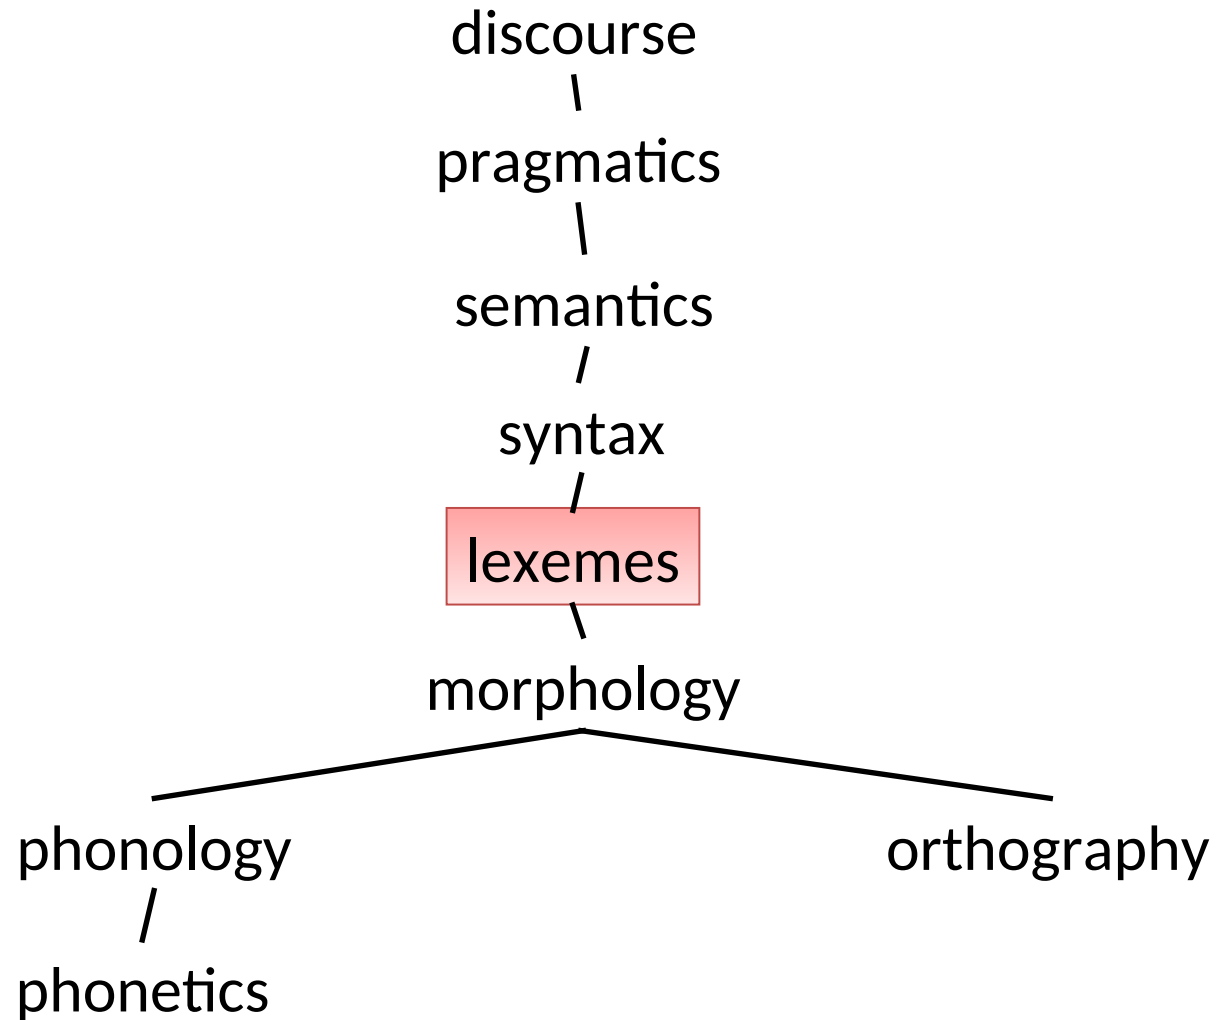 discourse
pragmatics
semantics
syntax
lexemes
morphology
phonology
orthography
phonetics